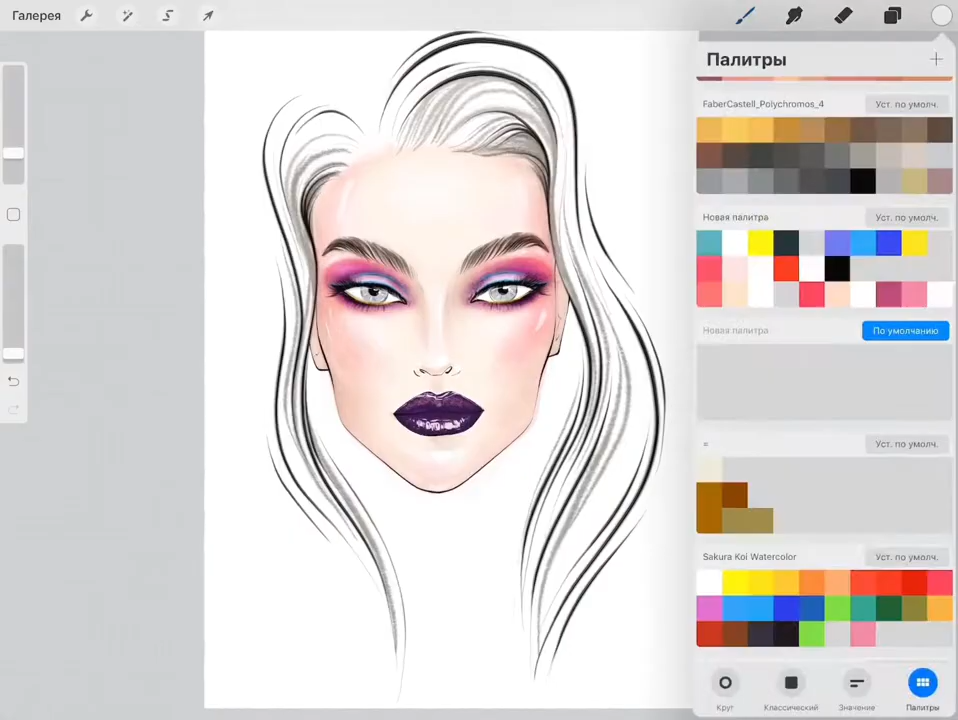 Галерея
Палитры
FaberCastell_Polychromos_4
Уст. по умолч.
Новая палитра
Уст. по умолч.
Новая палитра
По умолчанию
=
Уст. по умолч.
Sakura Koi Watercolor
Уст. по умолч.
Круг
Классический
Значение
Палитры